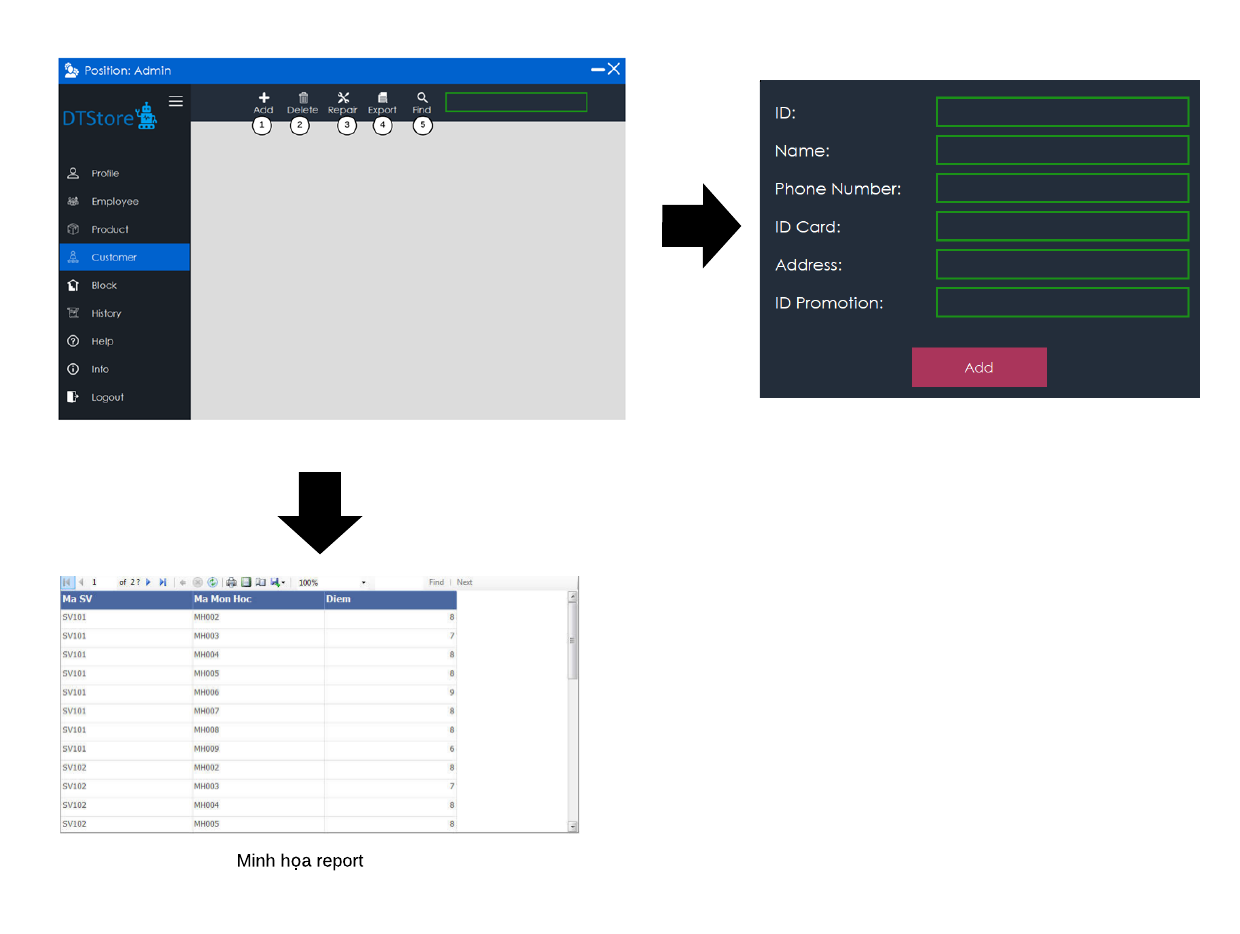 Position: Admin
DTStore
Add Delete Repair Export Find
1 2 3 4 5
Profile
Employee
Product
Customer
Block
History
Help
Info
Logout
ID:
Name:
Phone Number:
ID Card:
Address:
ID Promotion:
Add
1 of 2 ? 100% Find | Next
Ma SV Ma Mon Hoc Diem
SV101 MH002 8
SV101 MH003 7
SV101 MH004 8
SV101 MH005 8
SV101 MH006 9
SV101 MH007 8
SV101 MH008 8
SV101 MH009 6
SV102 MH002 8
SV102 MH003 7
SV102 MH004 8
SV102 MH005 8
Minh họa report